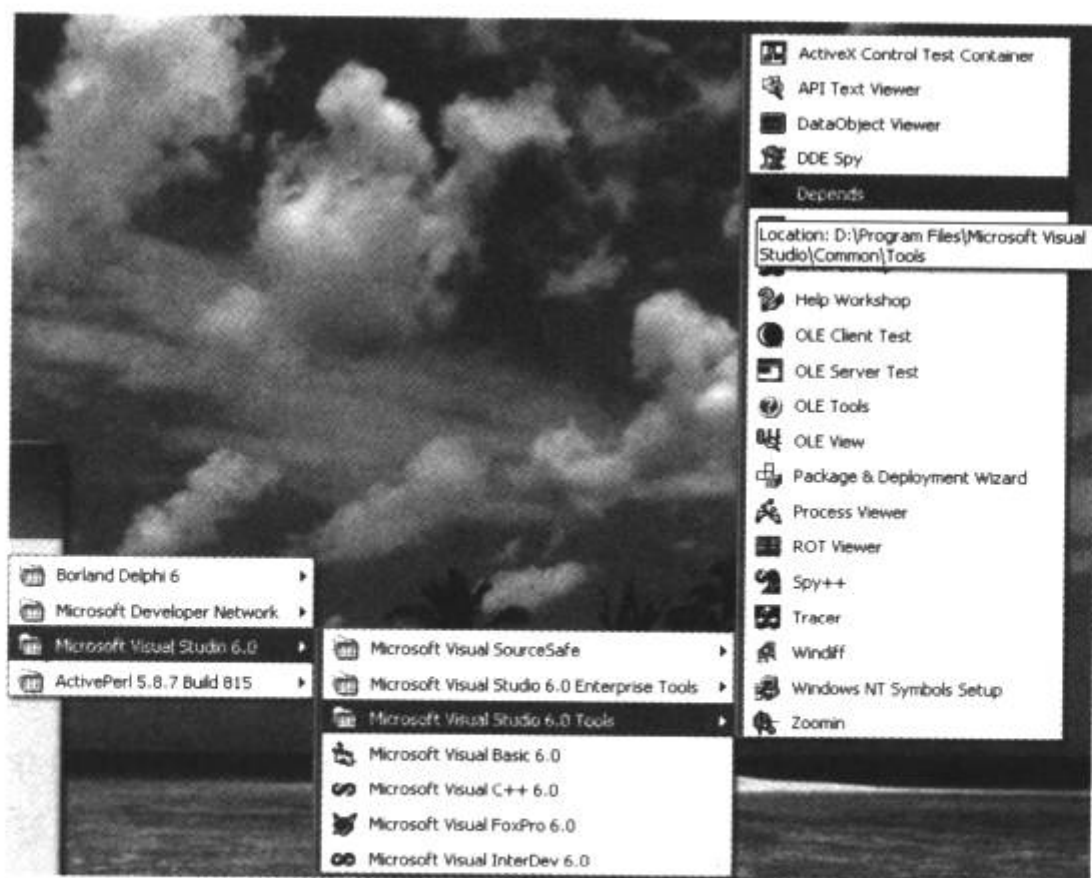 Borland Delphi 6
Microsoft Developer Network
Microsoft Visual Studio 6.0
ActivePerl 5.8.7 Build 815
Microsoft Visual SourceSafe
Microsoft Visual Studio 6.0 Enterprise Tools
Microsoft Visual Studio 6.0 Tools
Microsoft Visual Basic 6.0
Microsoft Visual C++ 6.0
Microsoft Visual FoxPro 6.0
Microsoft Visual InterDev 6.0
ActiveX Control Test Container
API Text Viewer
DataObject Viewer
DDE Spy
Depends
Location: D:\Program Files\Microsoft Visual
Studio\Common\Tools
Help Workshop
OLE Client Test
OLE Server Test
OLE Tools
OLE View
Package & Deployment Wizard
Process Viewer
ROT Viewer
Spy++
Tracer
Windiff
Windows NT Symbols Setup
Zoomin